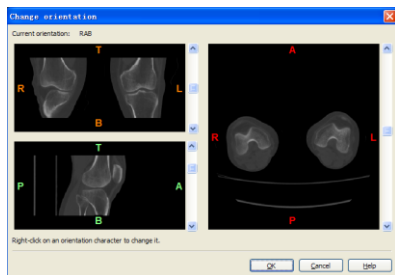 Change orientation
Current orientation: RAB
T
R
L
B
T
P
A
B
A
R
L
P
Right-click on an orientation character to change it.
OK
Cancel
Help